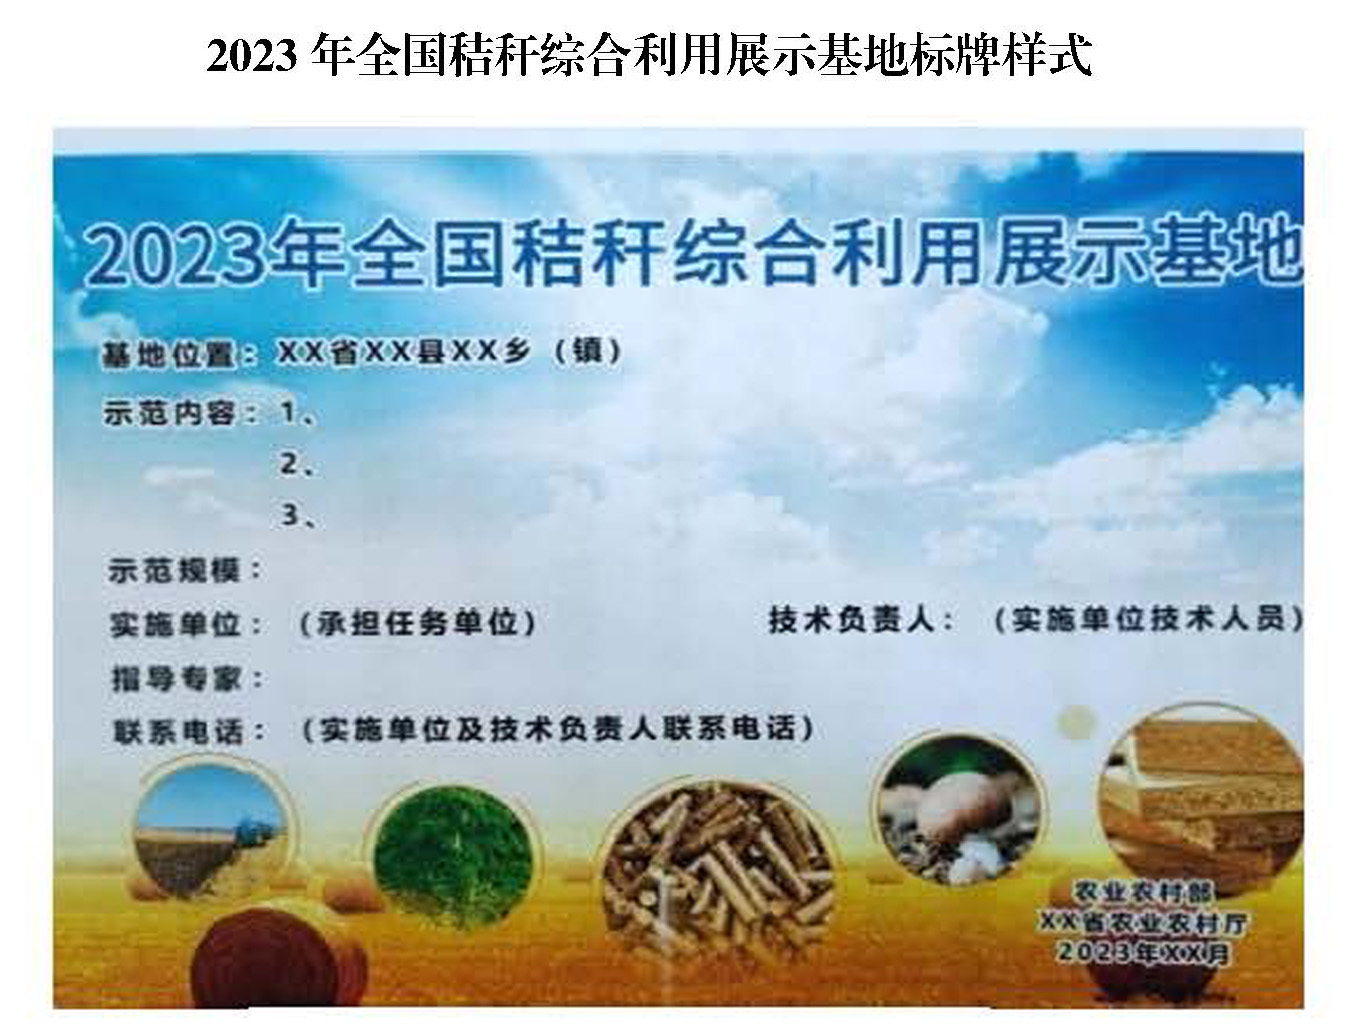 2023 年全国秸秆综合利用展示基地标牌样式
2023年全国秸秆综合利用展示基地
基地位置：XX省XX县XX乡（镇）
示范内容：1、
2、
3、
示范规模：
实施单位：（承担任务单位） 技术负责人：（实施单位技术人员）
指导专家：
联系电话：（实施单位及技术负责人联系电话）
农业农村部
XX省农业农村厅
2023年XX月